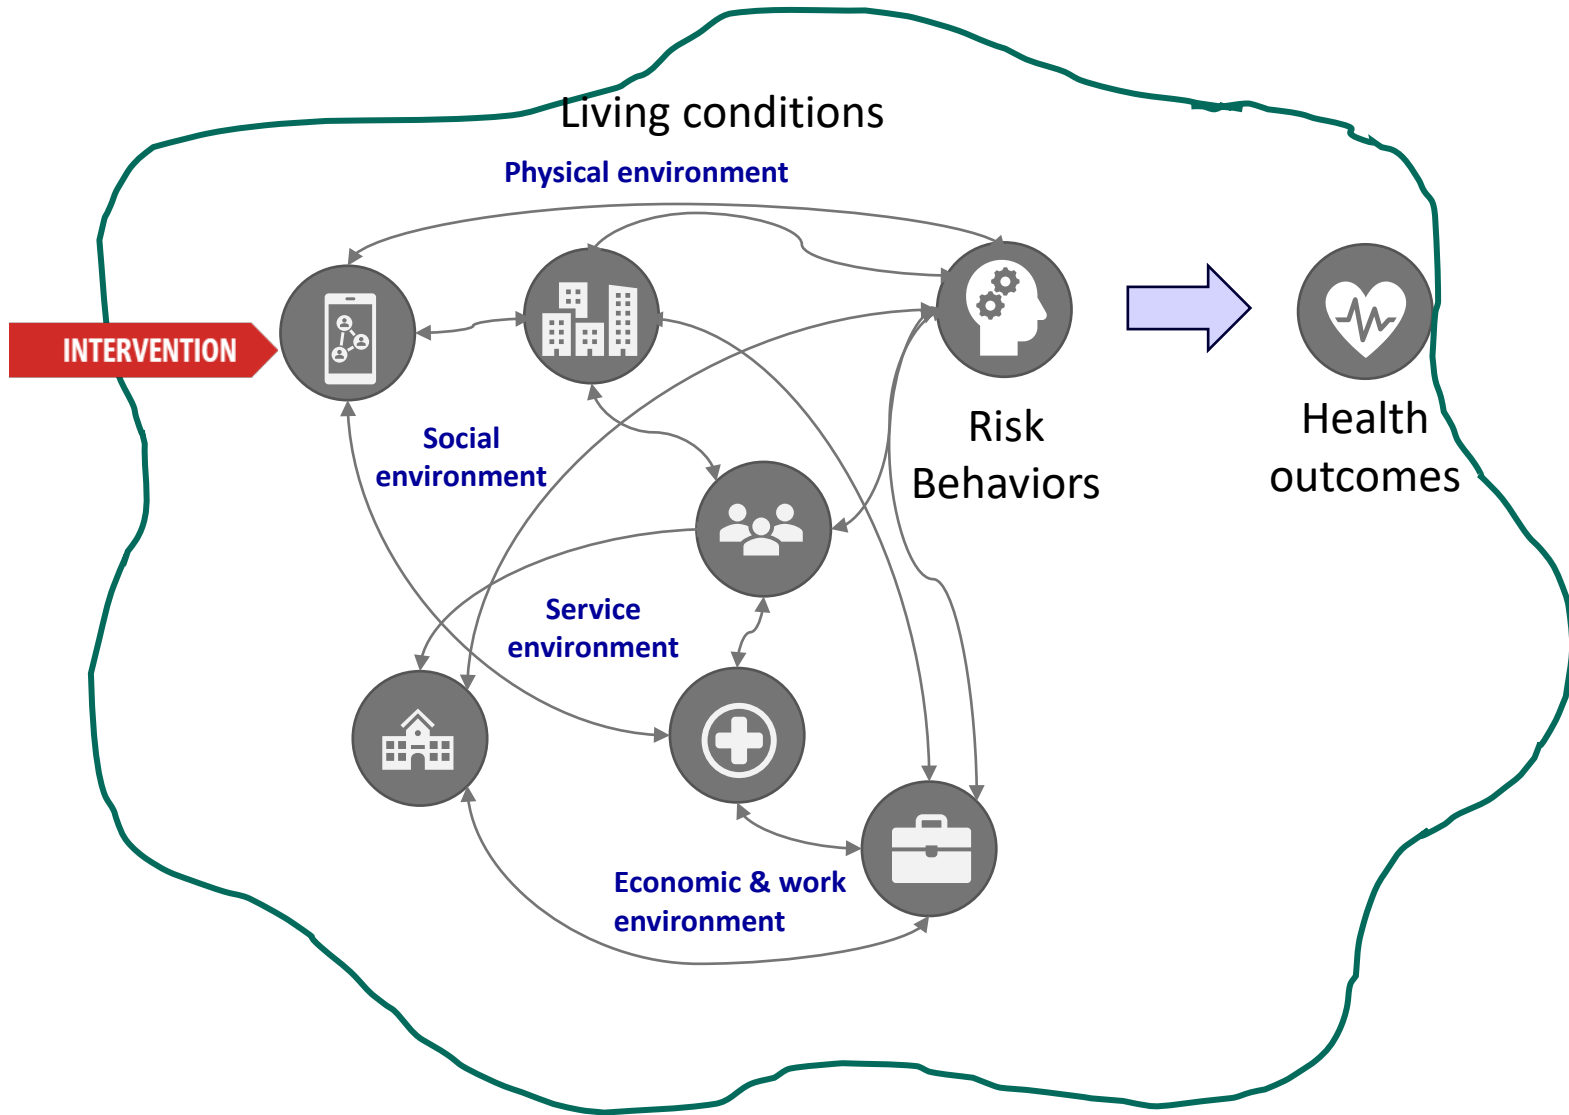 Living conditions
Physical environment
INTERVENTION
Social
environment
Risk
Behaviors
Health
outcomes
Service
environment
Economic & work
environment